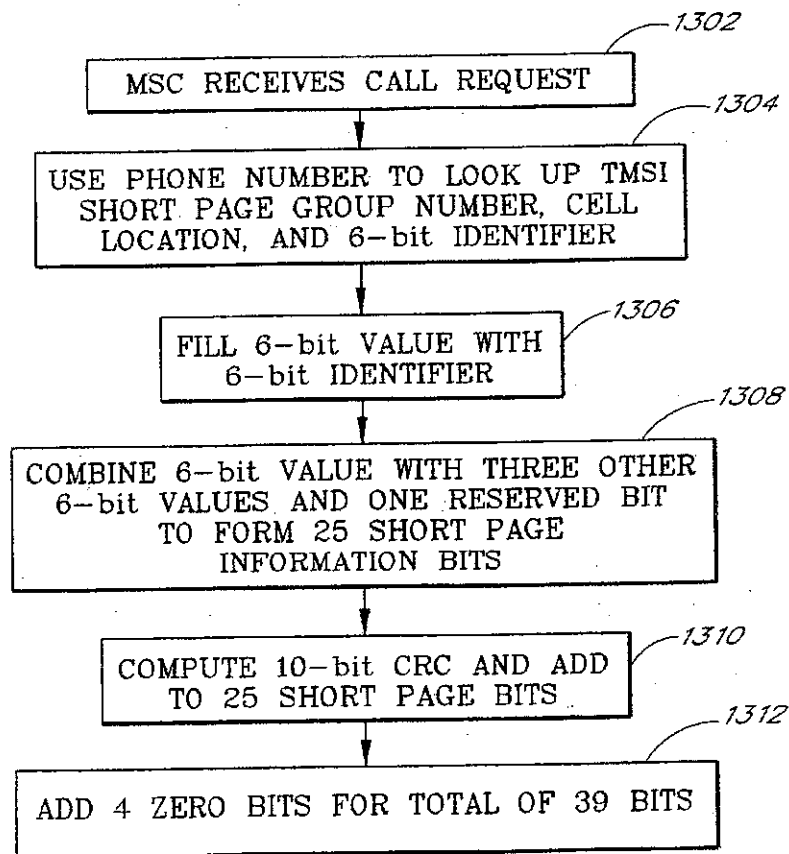 1302
MSC RECEIVES CALL REQUEST
1304
USE PHONE NUMBER TO LOOK UP TMSI
SHORT PAGE GROUP NUMBER, CELL
LOCATION, AND 6-bit IDENTIFIER
1306
FILL 6-bit VALUE WITH
6-bit IDENTIFIER
1308
COMBINE 6-bit VALUE WITH THREE OTHER
6-bit VALUES AND ONE RESERVED BIT
TO FORM 25 SHORT PAGE
INFORMATION BITS
1310
COMPUTE 10-bit CRC AND ADD
TO 25 SHORT PAGE BITS
1312
ADD 4 ZERO BITS FOR TOTAL OF 39 BITS